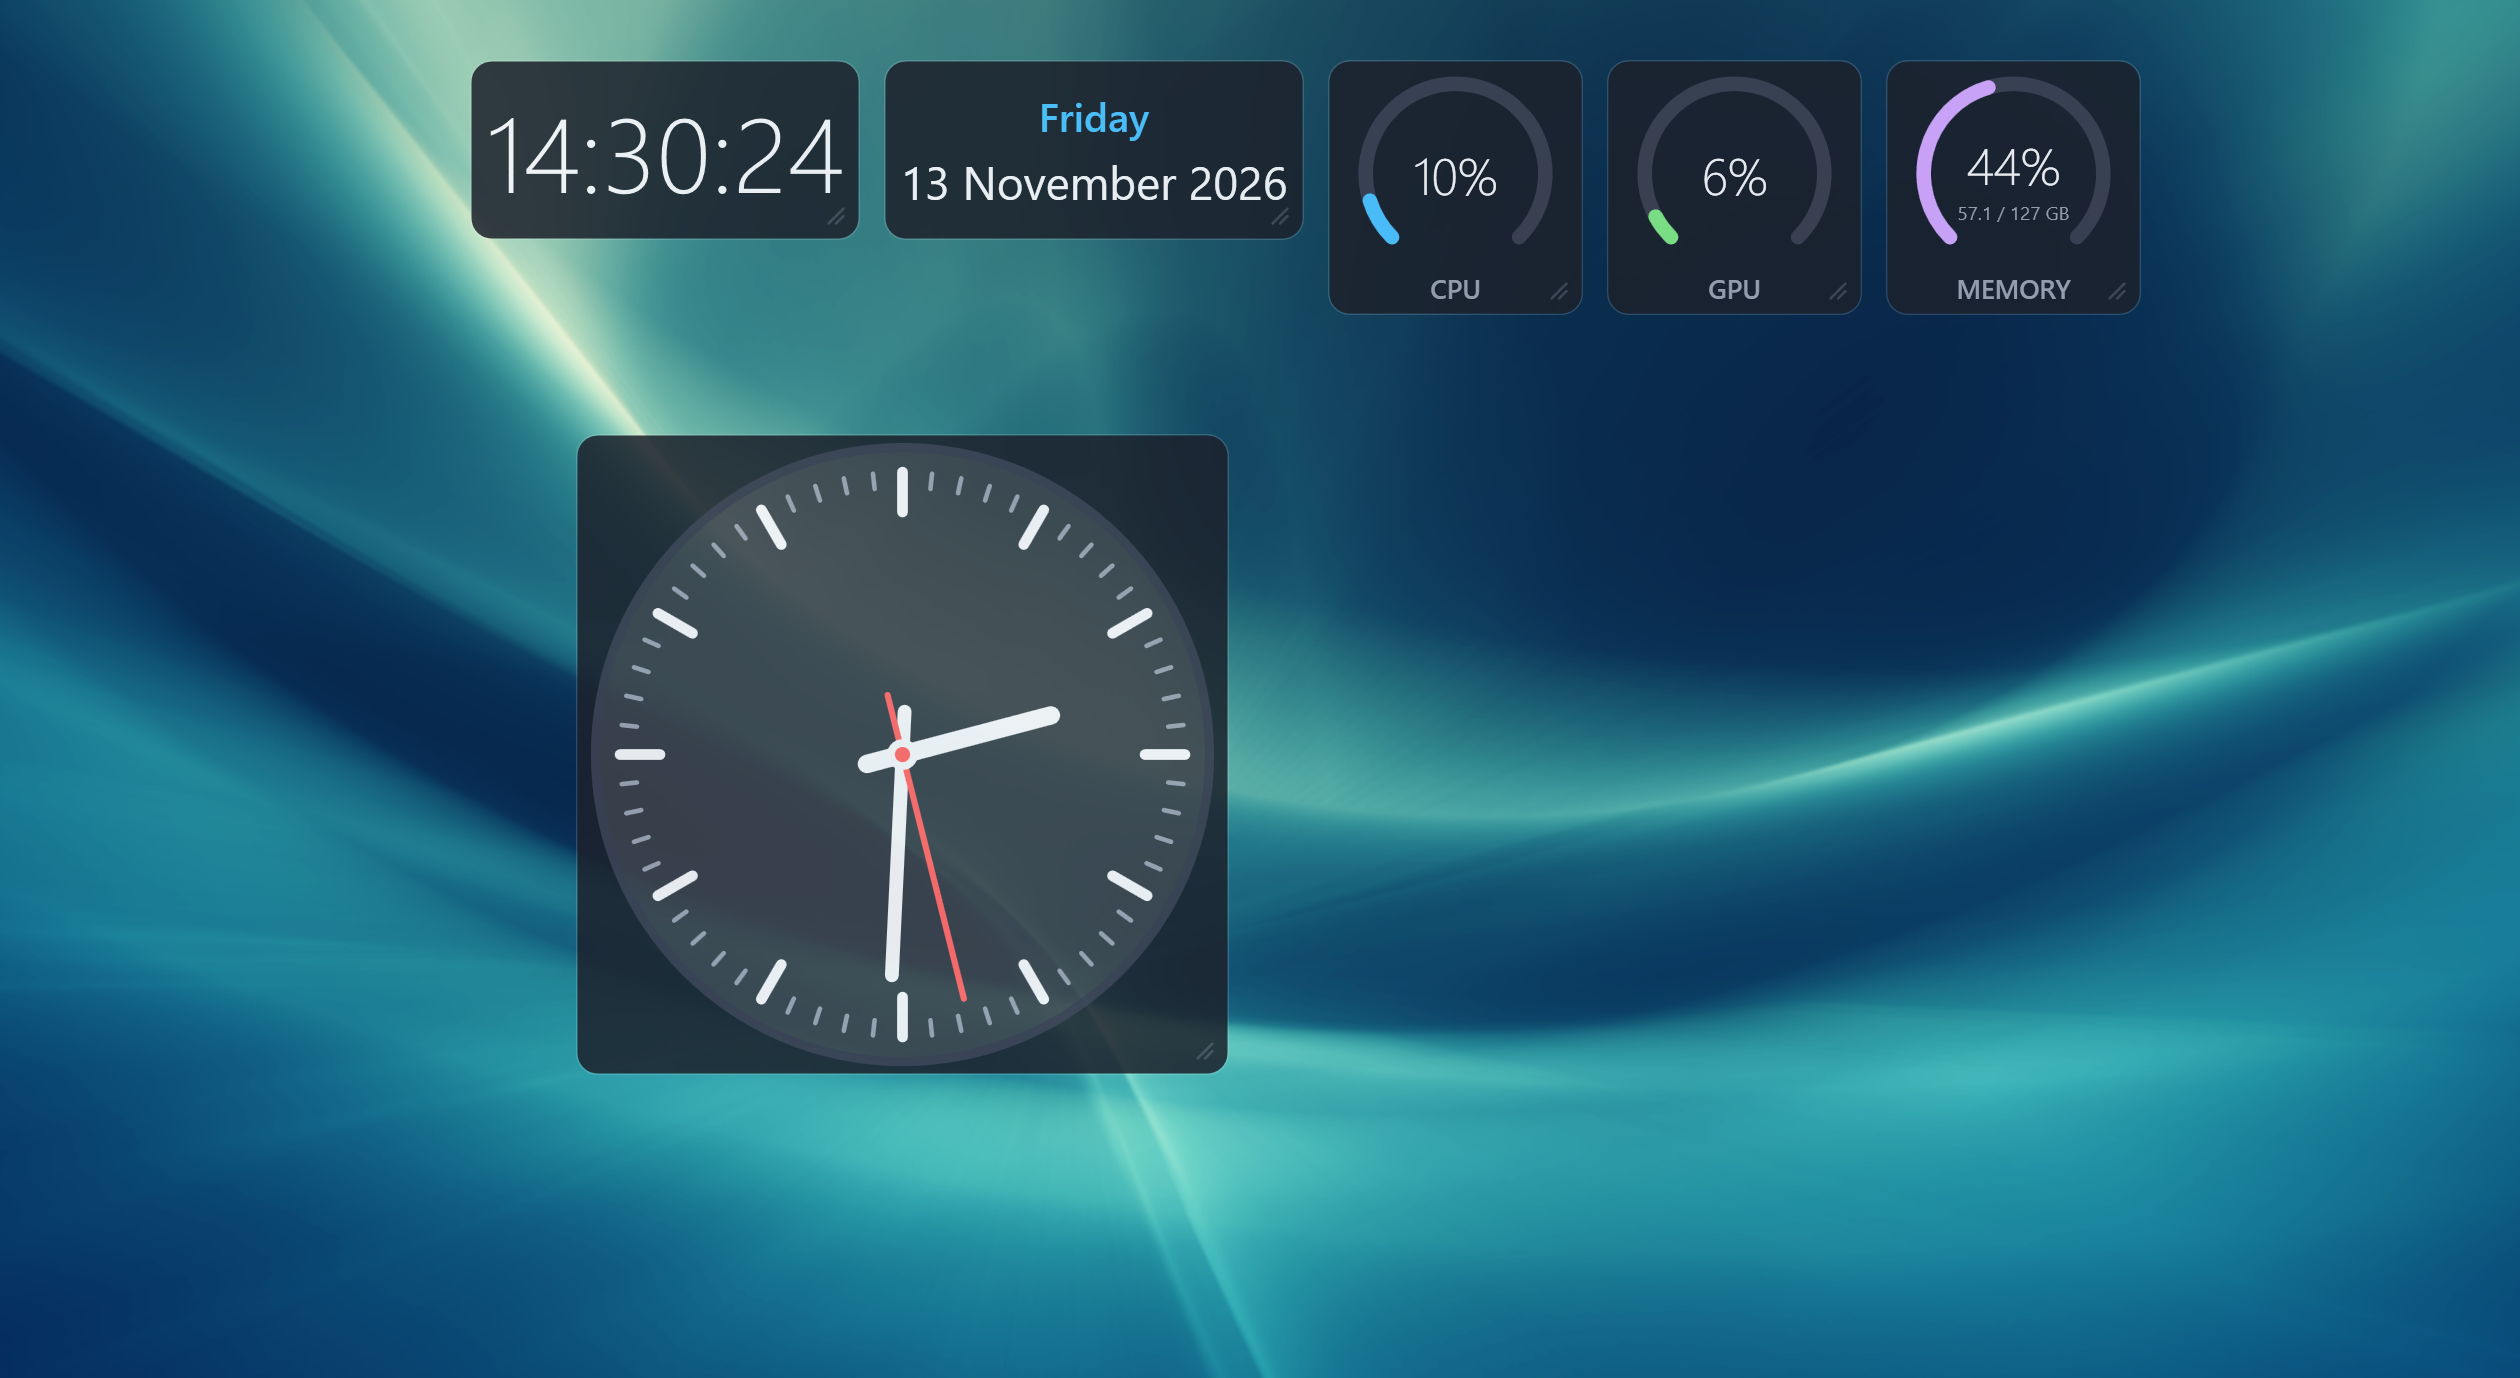 14:30:24
Friday
13 November 2026
10%
CPU
6%
GPU
44%
57.1 / 127 GB
MEMORY